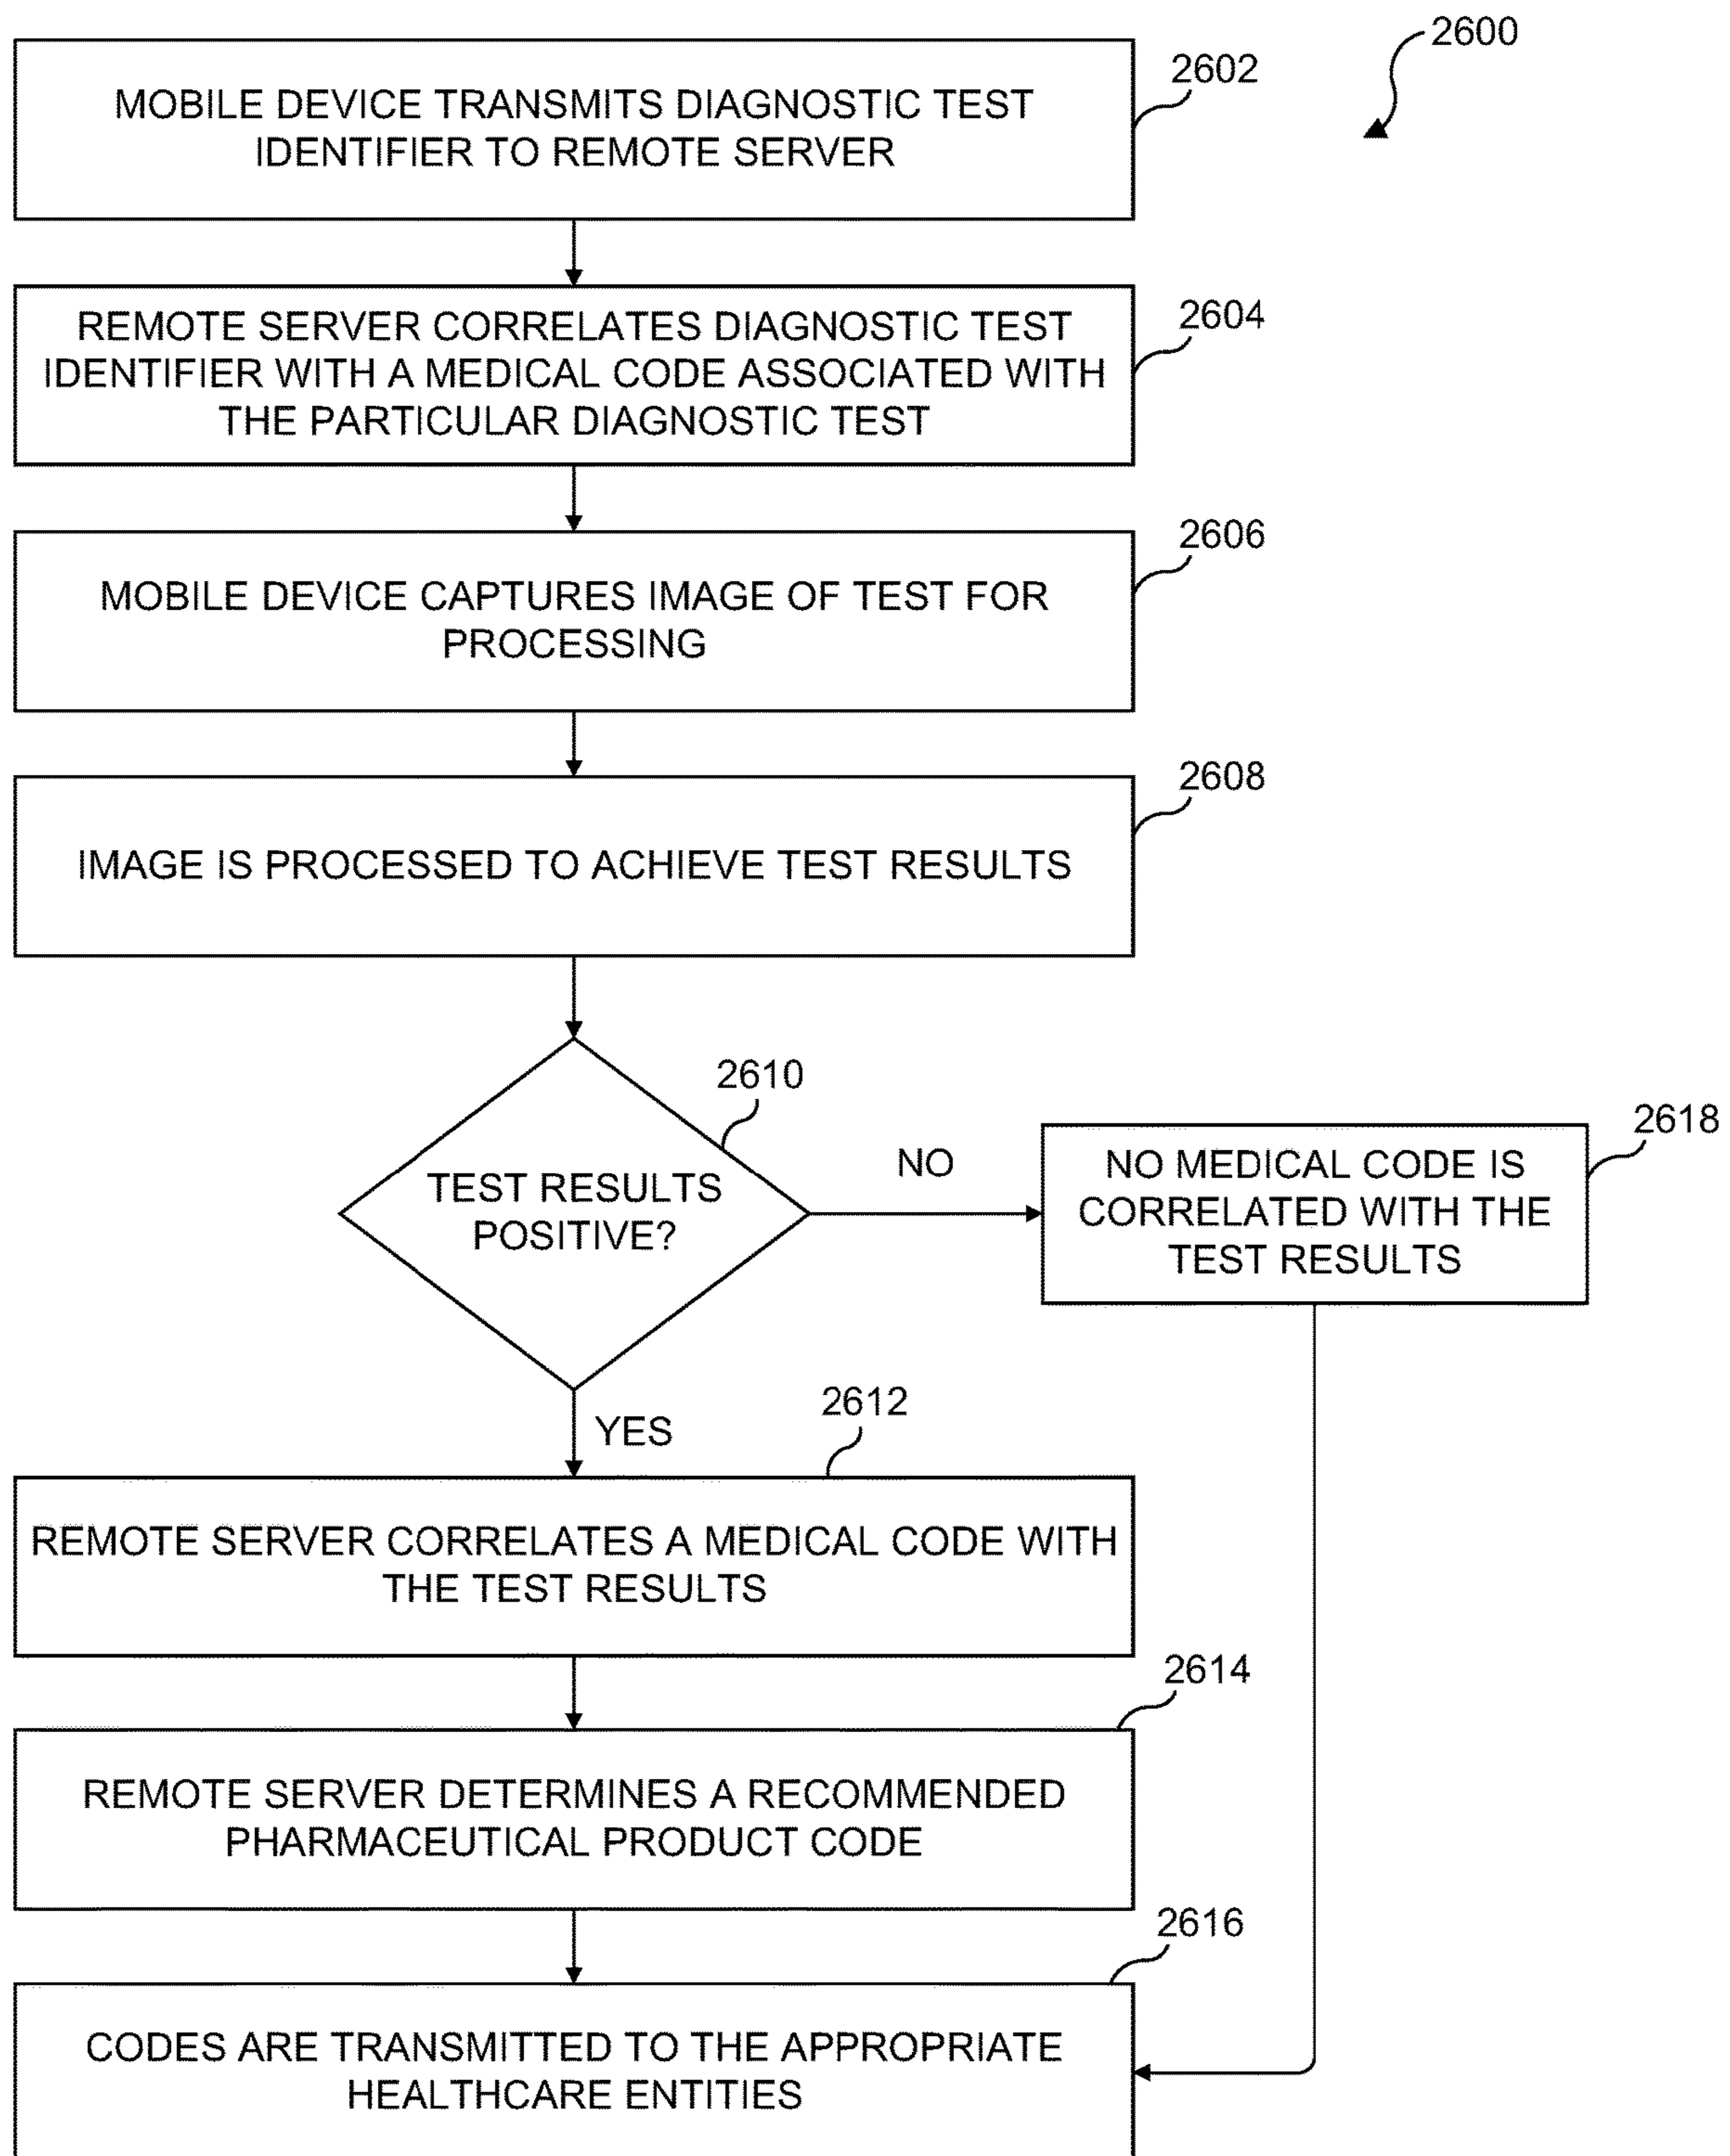 2600
MOBILE DEVICE TRANSMITS DIAGNOSTIC TEST
IDENTIFIER TO REMOTE SERVER
2602
REMOTE SERVER CORRELATES DIAGNOSTIC TEST
IDENTIFIER WITH A MEDICAL CODE ASSOCIATED WITH
THE PARTICULAR DIAGNOSTIC TEST
2604
MOBILE DEVICE CAPTURES IMAGE OF TEST FOR
PROCESSING
2606
IMAGE IS PROCESSED TO ACHIEVE TEST RESULTS
2608
TEST RESULTS
POSITIVE?
2610
NO
NO MEDICAL CODE IS
CORRELATED WITH THE
TEST RESULTS
2618
YES
REMOTE SERVER CORRELATES A MEDICAL CODE WITH
THE TEST RESULTS
2612
REMOTE SERVER DETERMINES A RECOMMENDED
PHARMACEUTICAL PRODUCT CODE
2614
CODES ARE TRANSMITTED TO THE APPROPRIATE
HEALTHCARE ENTITIES
2616